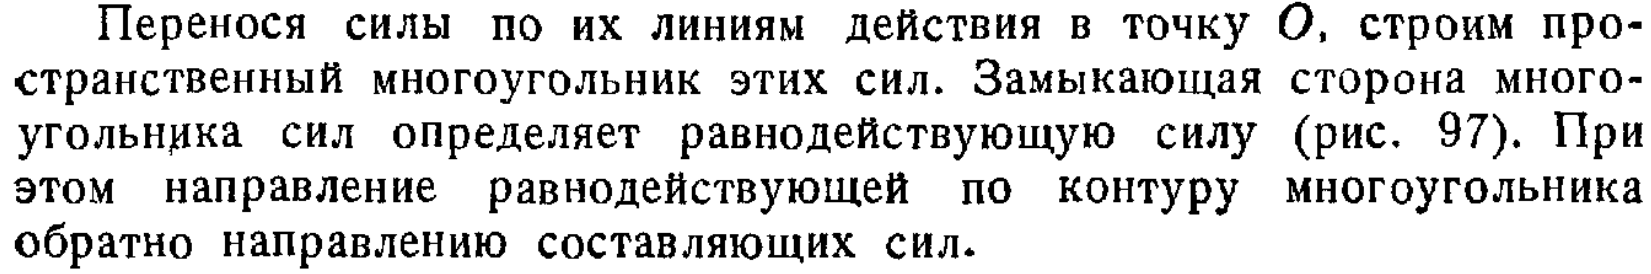 Перенося силы по их линиям действия в точку O, строим про-
странственный многоугольник этих сил. Замыкающая сторона много-
угольника сил определяет равнодействующую силу (рис. 97). При
этом направление равнодействующей по контуру многоугольника
обратно направлению составляющих сил.